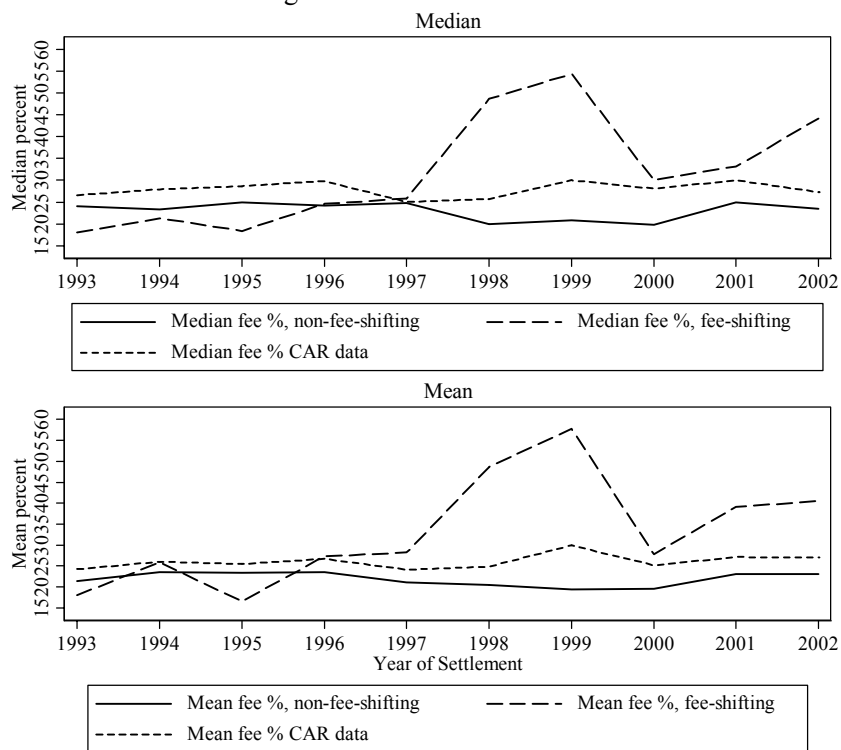 Median
Median percent
15202530354045505560
1993 1994 1995 1996 1997 1998 1999 2000 2001 2002
Median fee %, non-fee-shifting Median fee %, fee-shifting
Median fee % CAR data
Mean
Mean percent
15202530354045505560
1993 1994 1995 1996 1997 1998 1999 2000 2001 2002
Year of Settlement
Mean fee %, non-fee-shifting Mean fee %, fee-shifting
Mean fee % CAR data